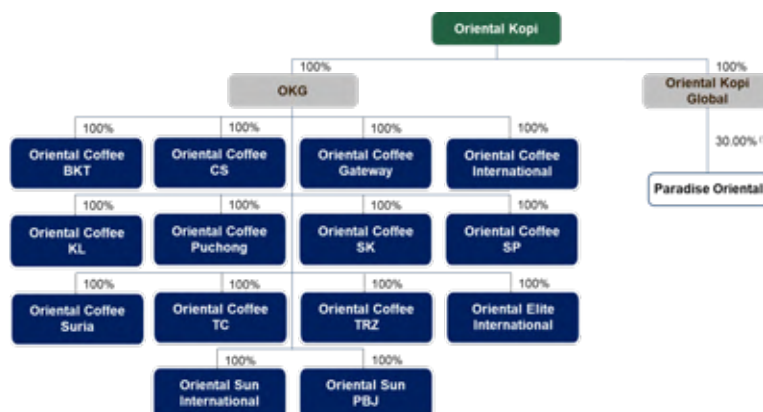 Oriental Kopi
100%
100%
OKG
Oriental Kopi
Global
100%
100%
100%
100%
30.00%
Oriental Coffee
BKT
Oriental Coffee
CS
Oriental Coffee
Gateway
Oriental Coffee
International
Paradise Oriental
100%
100%
100%
100%
Oriental Coffee
KL
Oriental Coffee
Puchong
Oriental Coffee
SK
Oriental Coffee
SP
100%
100%
100%
100%
Oriental Coffee
Suria
Oriental Coffee
TC
Oriental Coffee
TRZ
Oriental Elite
International
100%
100%
Oriental Sun
International
Oriental Sun
PBJ